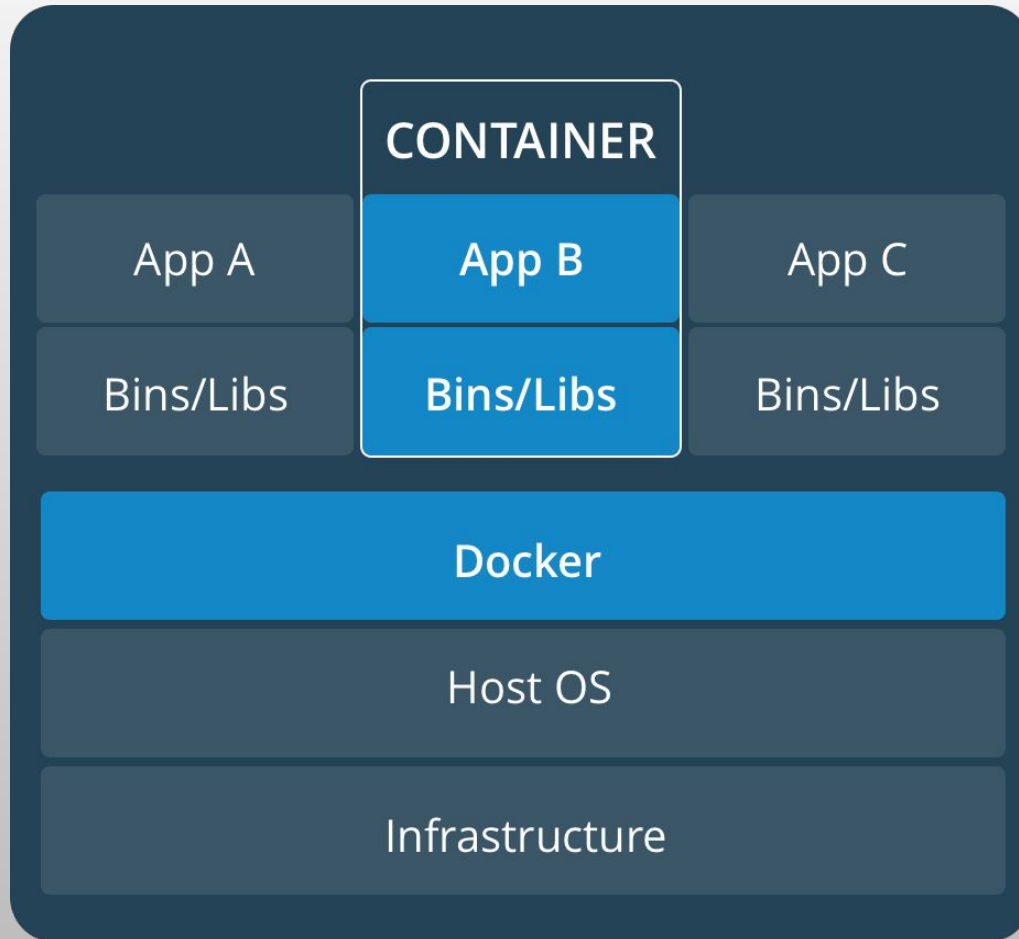 CONTAINER
App A
App B
App C
Bins/Libs
Bins/Libs
Bins/Libs
Docker
Host OS
Infrastructure